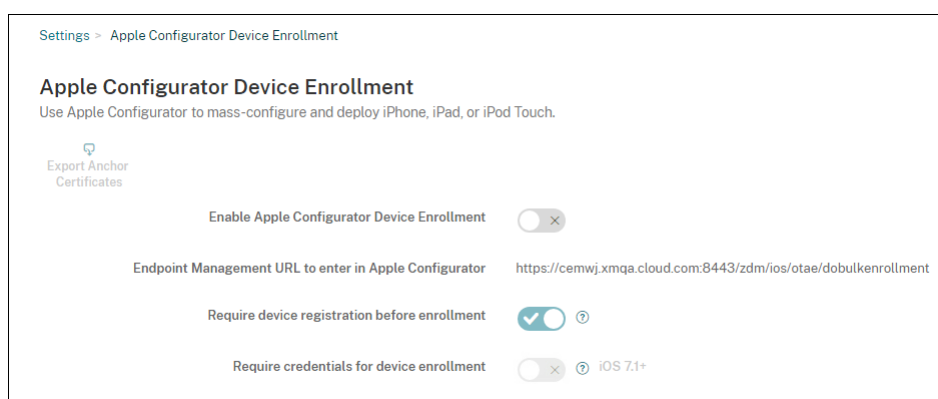 Settings > Apple Configurator Device Enrollment
Apple Configurator Device Enrollment
Use Apple Configurator to mass-configure and deploy iPhone, iPad, or iPod Touch.
Export Anchor
Certificates
Enable Apple Configurator Device Enrollment
Endpoint Management URL to enter in Apple Configurator https://cemwj.xmqa.cloud.com:8443/zdm/ios/otae/dobulkenrollment
Require device registration before enrollment ?
Require credentials for device enrollment ? iOS 7.1+